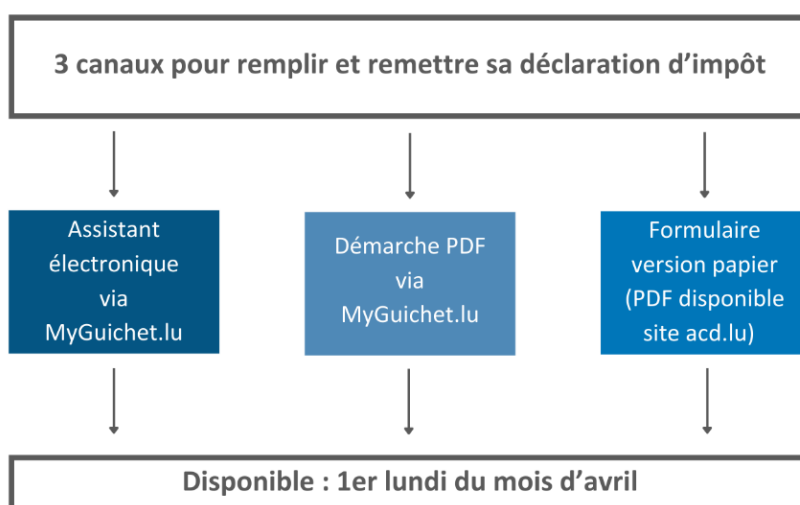 3 canaux pour remplir et remettre sa déclaration d’impôt
Assistant
électronique
via
MyGuichet.lu
Démarche PDF
via
MyGuichet.lu
Formulaire
version papier
(PDF disponible
site acd.lu)
Disponible : 1er lundi du mois d’avril